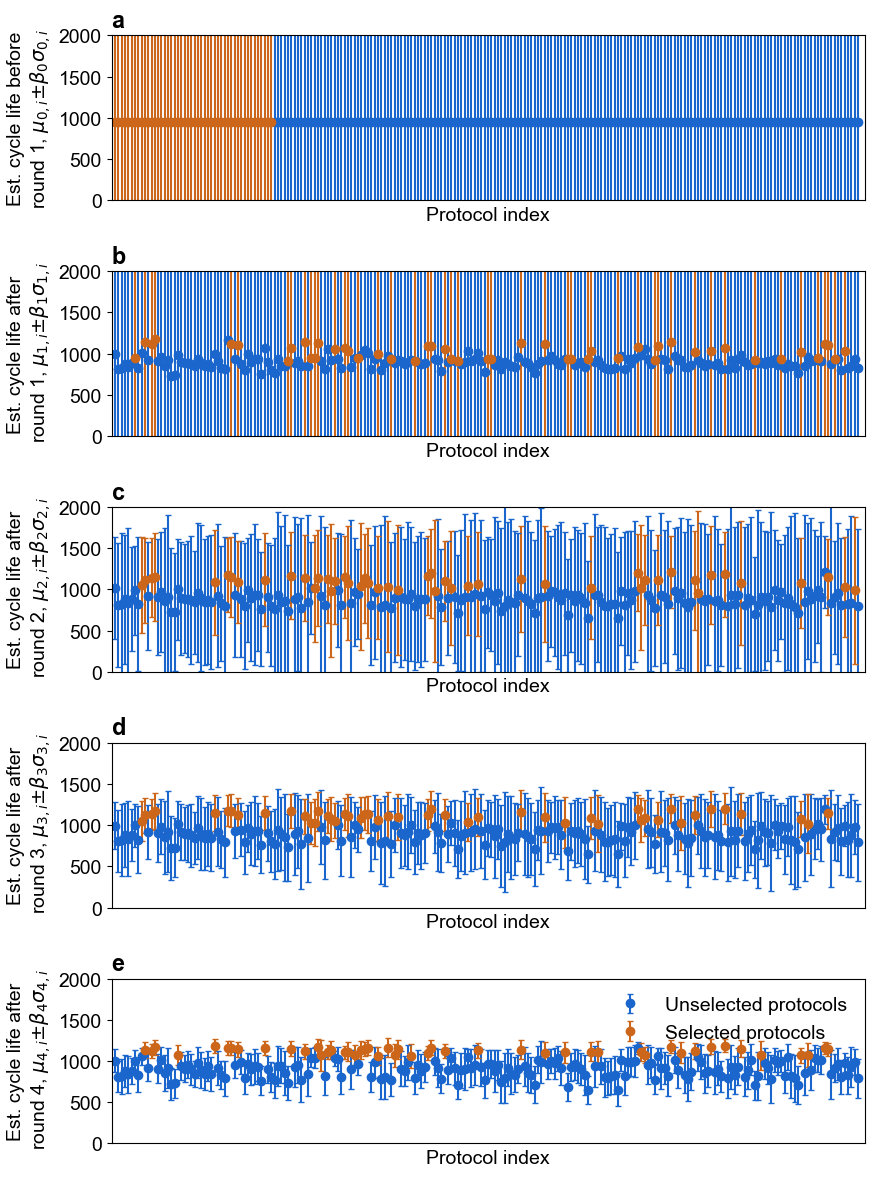 a
Est. cycle life before
round 1, μ0,i±β0σ0,i
2000
1500
1000
500
0
Protocol index
b
Est. cycle life after
round 1, μ1,i±β1σ1,i
2000
1500
1000
500
0
Protocol index
c
Est. cycle life after
round 2, μ2,i±β2σ2,i
2000
1500
1000
500
0
Protocol index
d
Est. cycle life after
round 3, μ3,i±β3σ3,i
2000
1500
1000
500
0
Protocol index
e
Est. cycle life after
round 4, μ4,i±β4σ4,i
2000
1500
1000
500
0
Unselected protocols
Selected protocols
Protocol index